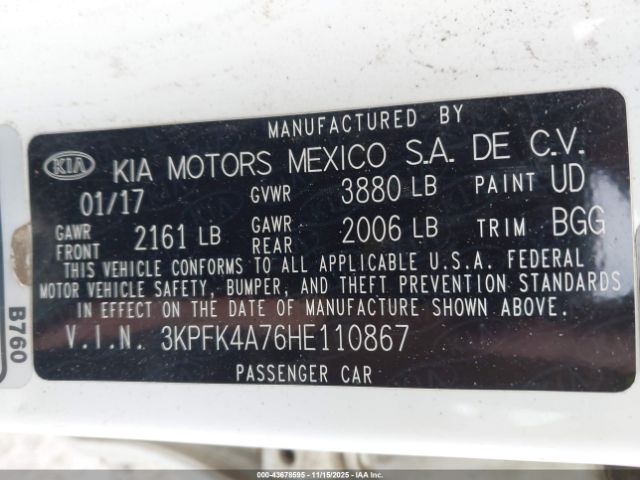 MANUFACTURED BY
KIA KIA MOTORS MEXICO S.A. DE C.V.
01/17 GVWR 3880 LB PAINT UD
GAWR FRONT 2161 LB GAWR REAR 2006 LB TRIM BGG
THIS VEHICLE CONFORMS TO ALL APPLICABLE U.S.A. FEDERAL
MOTOR VEHICLE SAFETY, BUMPER, AND THEFT PREVENTION STANDARDS
IN EFFECT ON THE DATE OF MANUFACTURE SHOWN ABOVE.
V.I.N. 3KPFK4A76HE110867
PASSENGER CAR
B760
000-43678595 - 11/15/2025 - IAAI.COM